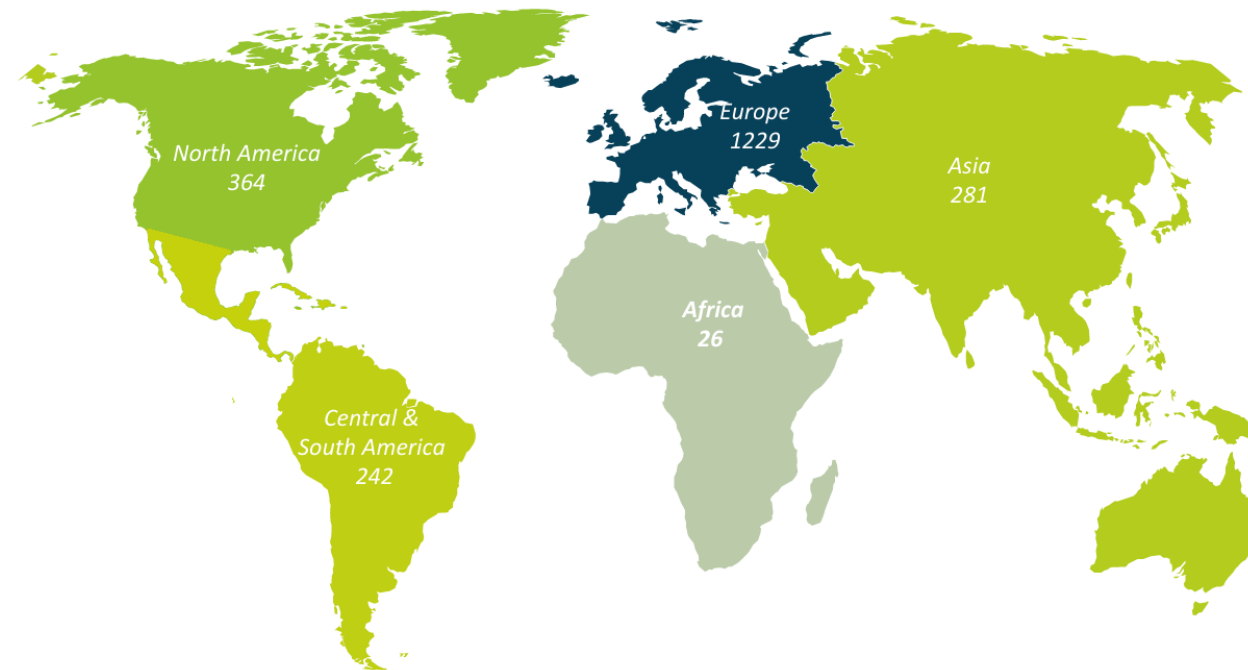 North America
364
Europe
1229
Asia
281
Africa
26
Central &
South America
242